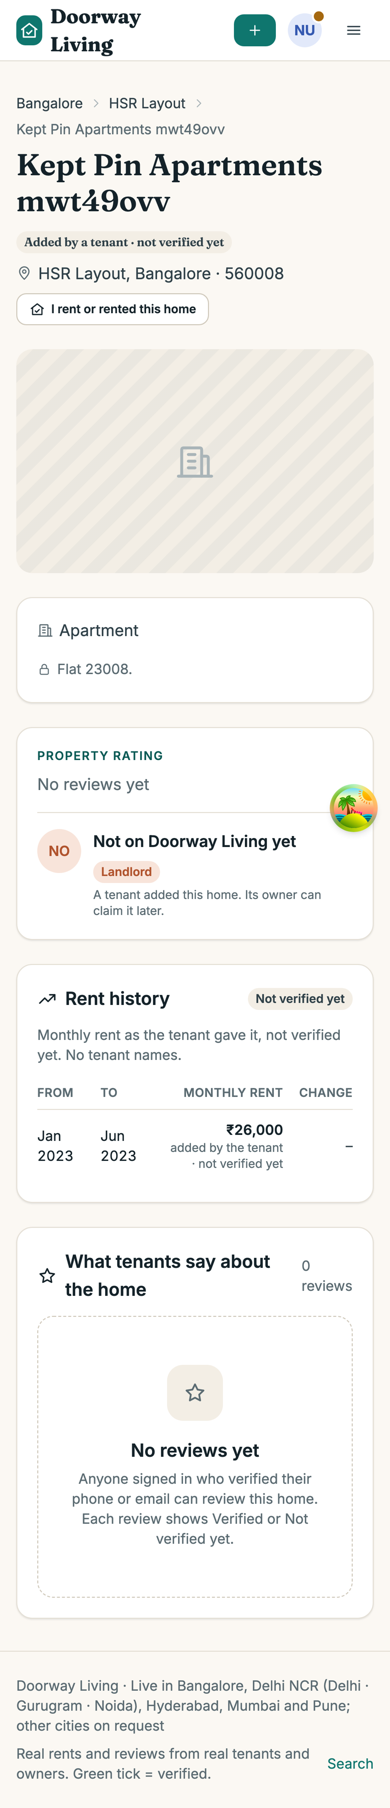 Doorway
Living
+
NU
Bangalore > HSR Layout >
Kept Pin Apartments mwt49ovv
Kept Pin Apartments
mwt49ovv
Added by a tenant · not verified yet
HSR Layout, Bangalore · 560008
I rent or rented this home
Apartment
Flat 23008.
PROPERTY RATING
No reviews yet
NO
Not on Doorway Living yet
Landlord
A tenant added this home. Its owner can
claim it later.
Rent history
Not verified yet
Monthly rent as the tenant gave it, not verified
yet. No tenant names.
FROM TO MONTHLY RENT CHANGE
Jan
2023
Jun
2023
₹26,000
added by the tenant
· not verified yet
–
What tenants say about
the home
0
reviews
No reviews yet
Anyone signed in who verified their
phone or email can review this home.
Each review shows Verified or Not
verified yet.
Doorway Living · Live in Bangalore, Delhi NCR (Delhi ·
Gurugram · Noida), Hyderabad, Mumbai and Pune;
other cities on request
Real rents and reviews from real tenants and
owners. Green tick = verified.
Search